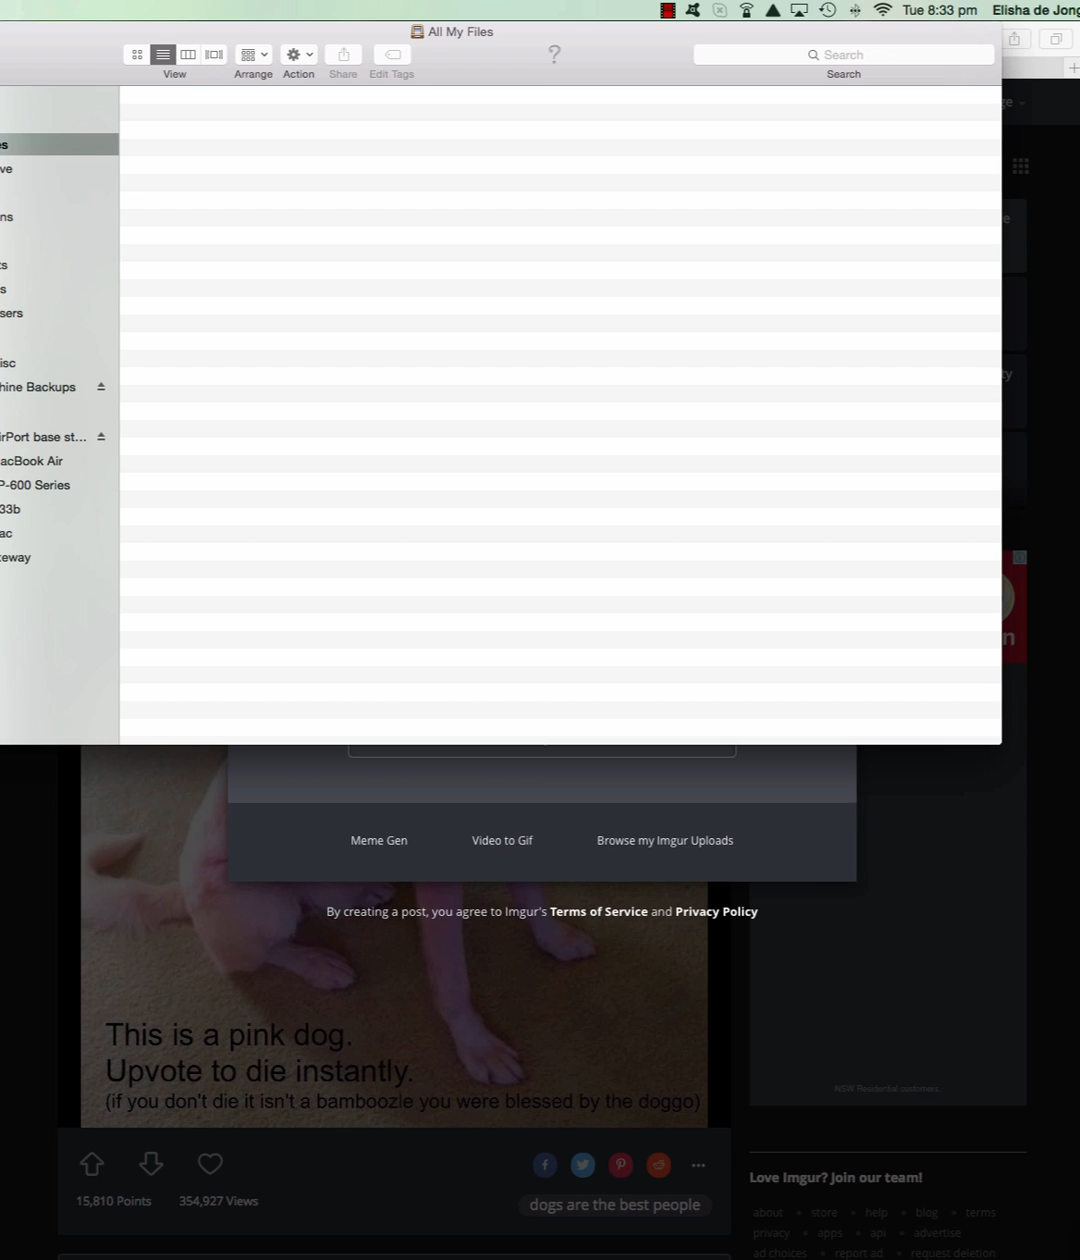 Tue 8:33 pm Elisha de Jong
All My Files
Search
View Arrange Action Share Edit Tags Search
?
es
ge
ve
ns
e
ts
s
sers
isc
ty
hine Backups
irPort base st...
acBook Air
P-600 Series
33b
ac
teway
n
Meme Gen Video to Gif Browse my Imgur Uploads
By creating a post, you agree to Imgur's Terms of Service and Privacy Policy
This is a pink dog.
Upvote to die instantly.
(if you don't die it isn't a bamboozle you were blessed by the doggo)
NSW Residential customers.
15,810 Points 354,927 Views
dogs are the best people
Love Imgur? Join our team!
about • store • help • blog • terms
privacy • apps • api • advertise
ad choices • report ad • request deletion